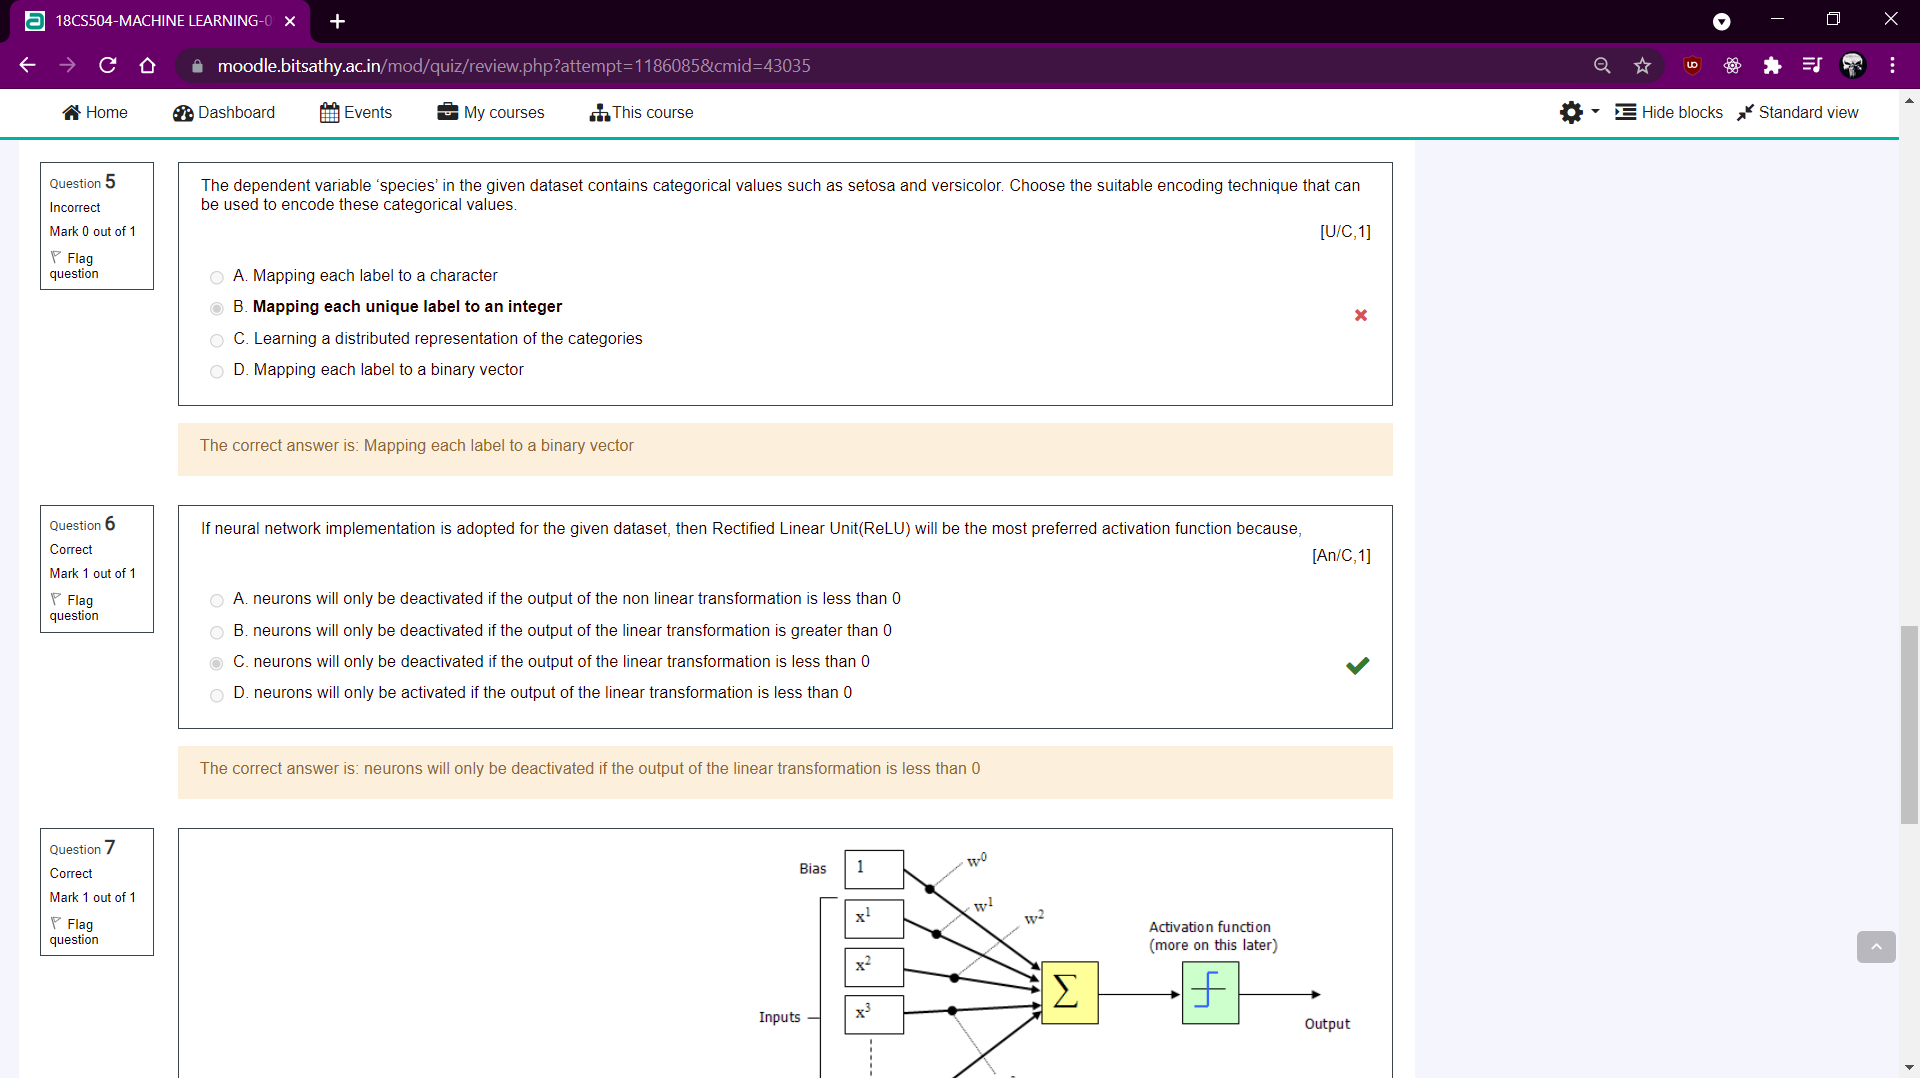 18CS504-MACHINE LEARNING-0
moodle.bitsathy.ac.in/mod/quiz/review.php?attempt=1186085&cmid=43035
Home Dashboard Events My courses This course Hide blocks Standard view
Question 5
Incorrect
Mark 0 out of 1
Flag
question
The dependent variable ‘species’ in the given dataset contains categorical values such as setosa and versicolor. Choose the suitable encoding technique that can
be used to encode these categorical values.
[U/C,1]
A. Mapping each label to a character
B. Mapping each unique label to an integer
C. Learning a distributed representation of the categories
D. Mapping each label to a binary vector
The correct answer is: Mapping each label to a binary vector
Question 6
Correct
Mark 1 out of 1
Flag
question
If neural network implementation is adopted for the given dataset, then Rectified Linear Unit(ReLU) will be the most preferred activation function because,
[An/C,1]
A. neurons will only be deactivated if the output of the non linear transformation is less than 0
B. neurons will only be deactivated if the output of the linear transformation is greater than 0
C. neurons will only be deactivated if the output of the linear transformation is less than 0
D. neurons will only be activated if the output of the linear transformation is less than 0
The correct answer is: neurons will only be deactivated if the output of the linear transformation is less than 0
Question 7
Correct
Mark 1 out of 1
Flag
question
Bias 1 w⁰
x¹ w¹
w²
x²
x³
Inputs
Σ
Activation function
(more on this later)
Output